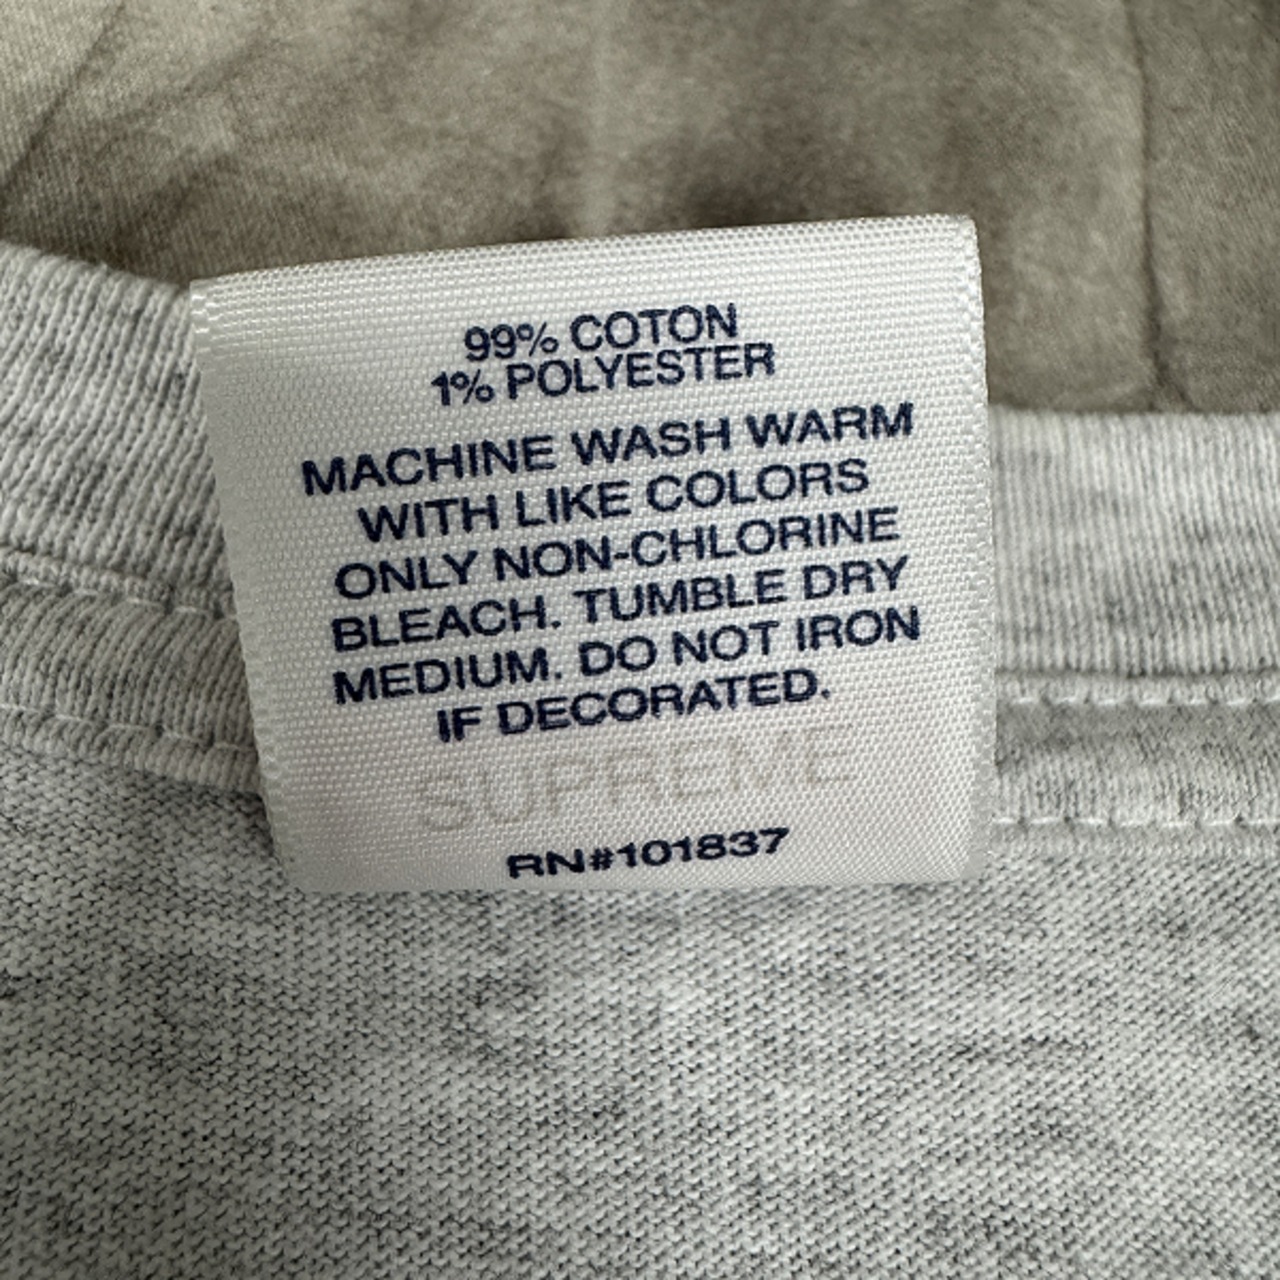 99% COTON
1% POLYESTER
MACHINE WASH WARM
WITH LIKE COLORS
ONLY NON-CHLORINE
BLEACH. TUMBLE DRY
MEDIUM. DO NOT IRON
IF DECORATED.
SUPREME
RN#101837